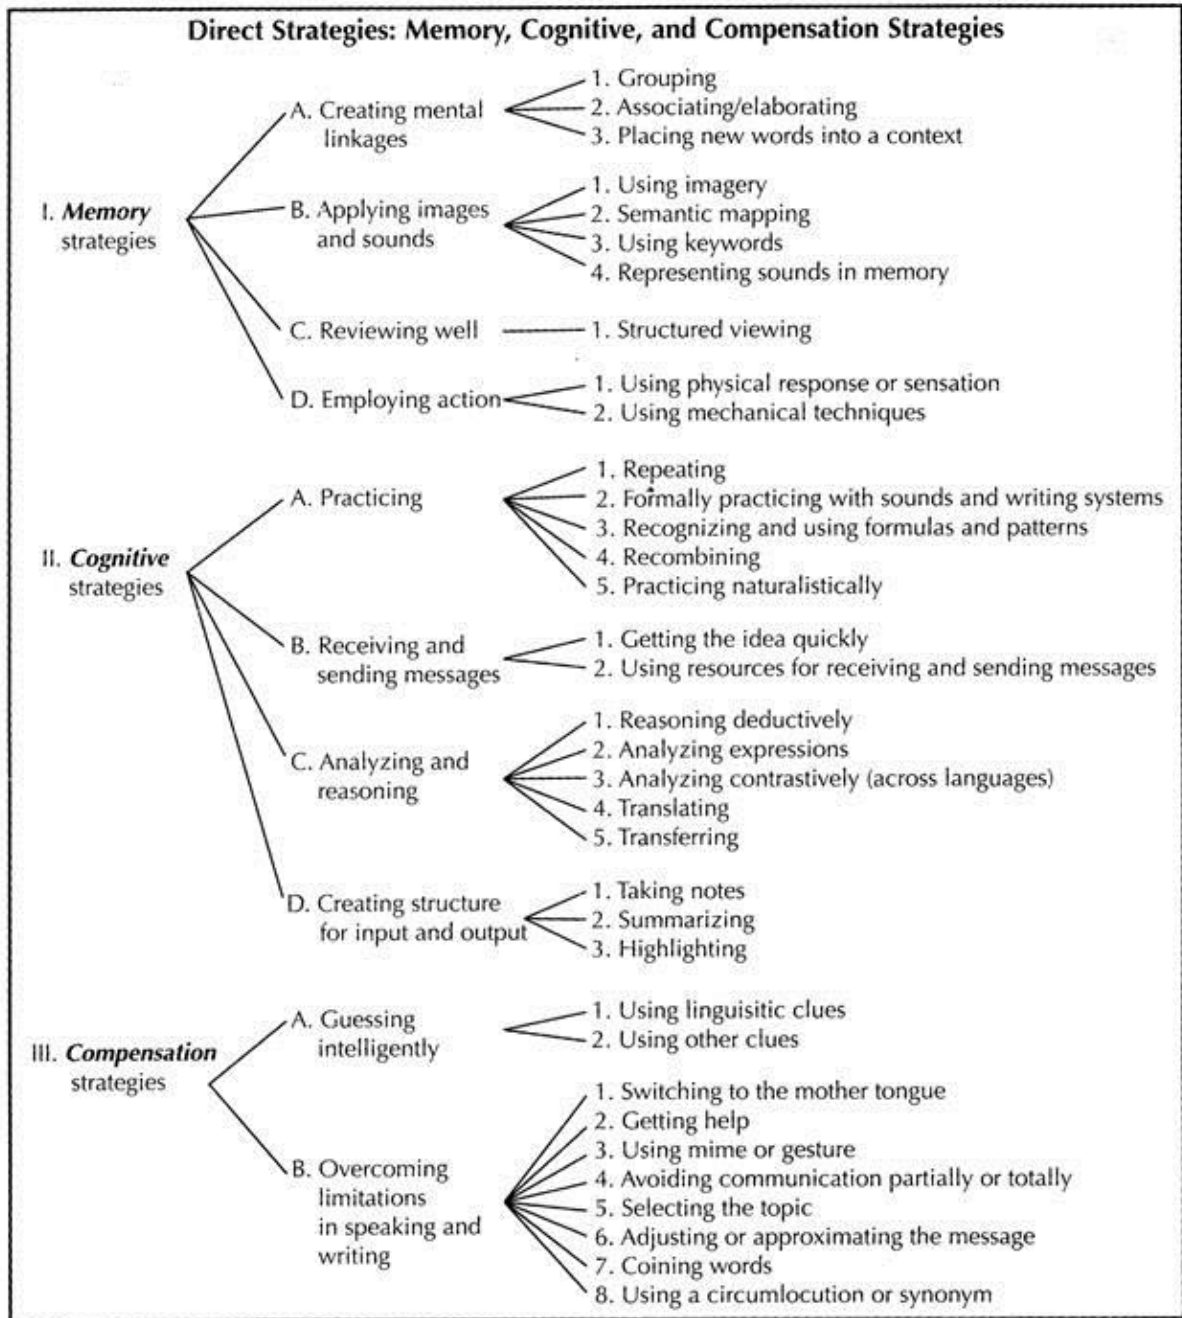 Direct Strategies: Memory, Cognitive, and Compensation Strategies
I. Memory
strategies
A. Creating mental
linkages
1. Grouping
2. Associating/elaborating
3. Placing new words into a context
B. Applying images
and sounds
1. Using imagery
2. Semantic mapping
3. Using keywords
4. Representing sounds in memory
C. Reviewing well
1. Structured viewing
D. Employing action
1. Using physical response or sensation
2. Using mechanical techniques
II. Cognitive
strategies
A. Practicing
1. Repeating
2. Formally practicing with sounds and writing systems
3. Recognizing and using formulas and patterns
4. Recombining
5. Practicing naturalistically
B. Receiving and
sending messages
1. Getting the idea quickly
2. Using resources for receiving and sending messages
C. Analyzing and
reasoning
1. Reasoning deductively
2. Analyzing expressions
3. Analyzing contrastively (across languages)
4. Translating
5. Transferring
D. Creating structure
for input and output
1. Taking notes
2. Summarizing
3. Highlighting
III. Compensation
strategies
A. Guessing
intelligently
1. Using linguisitic clues
2. Using other clues
B. Overcoming
limitations
in speaking and
writing
1. Switching to the mother tongue
2. Getting help
3. Using mime or gesture
4. Avoiding communication partially or totally
5. Selecting the topic
6. Adjusting or approximating the message
7. Coining words
8. Using a circumlocution or synonym